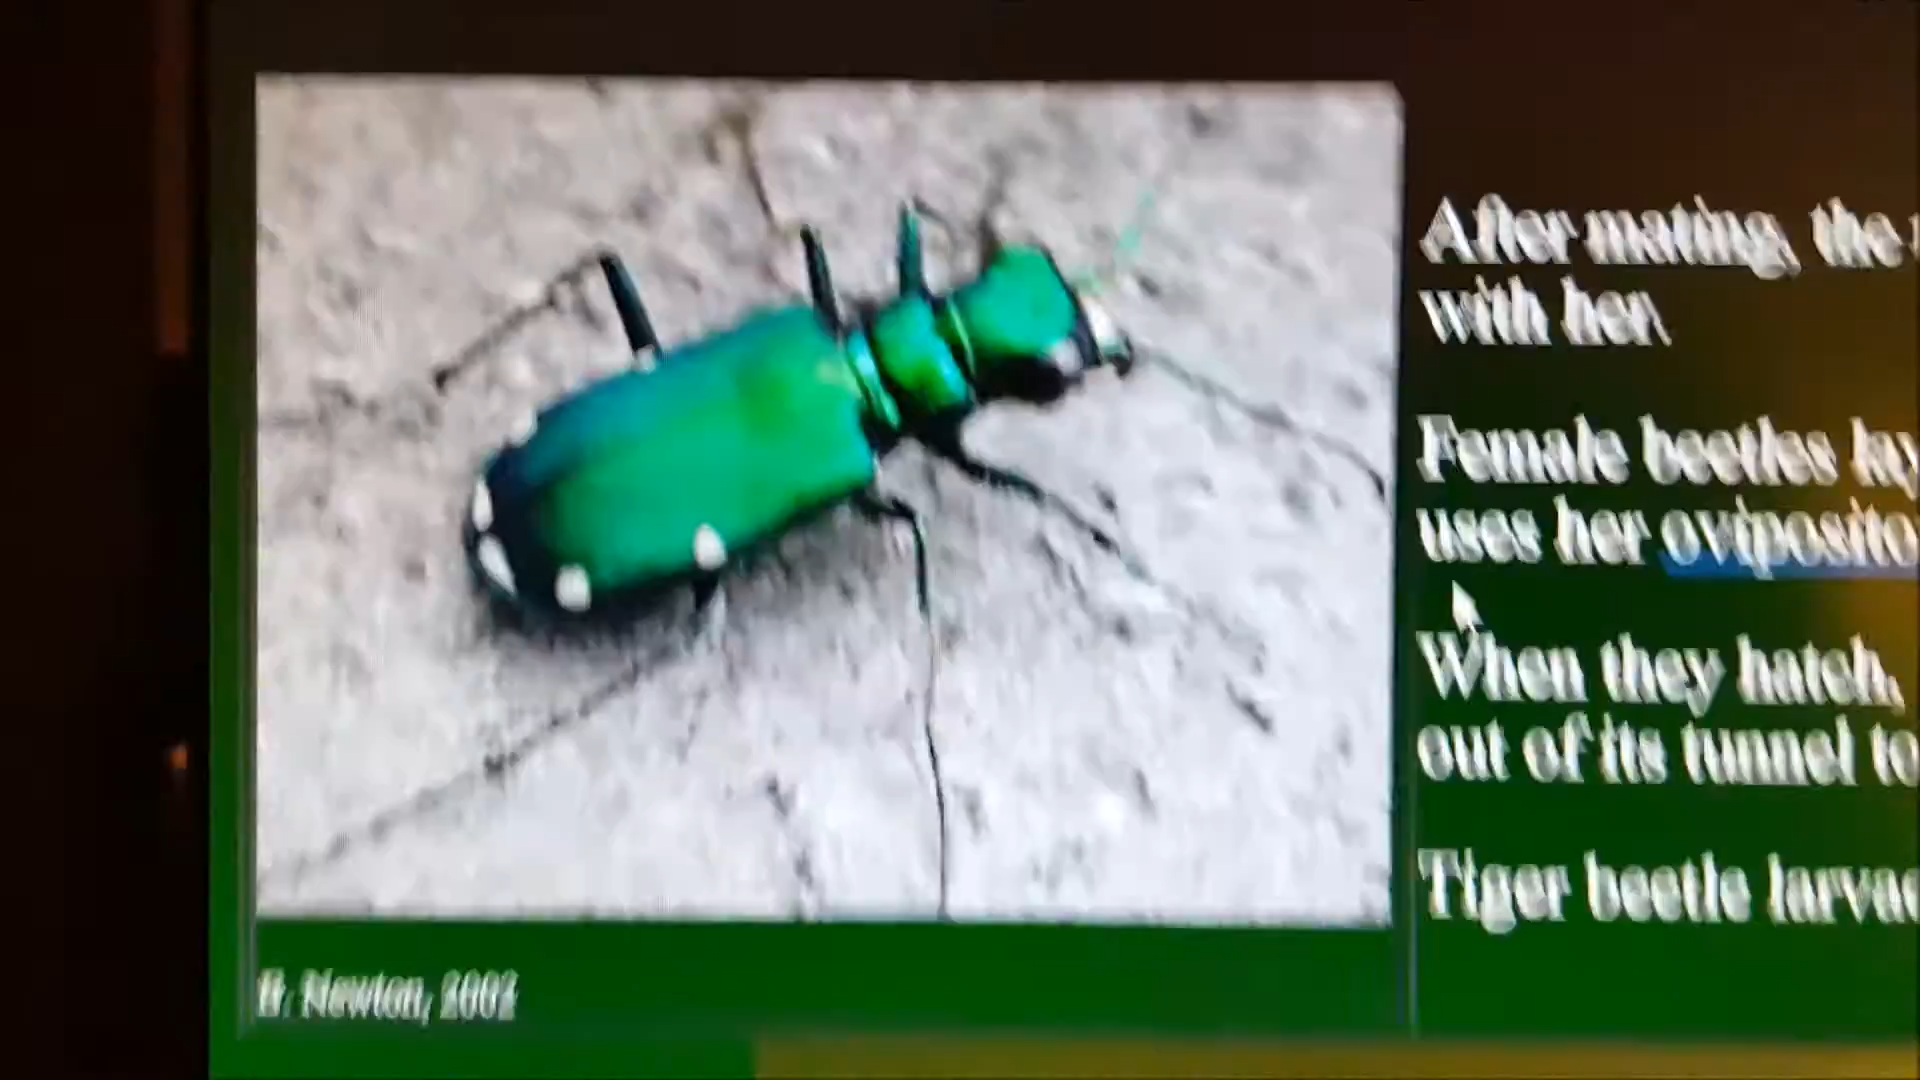 After mating, the
with her.
Female beetles lay
uses her oviposito
When they hatch,
out of its tunnel to
Tiger beetle larvae
B. Newton, 2002